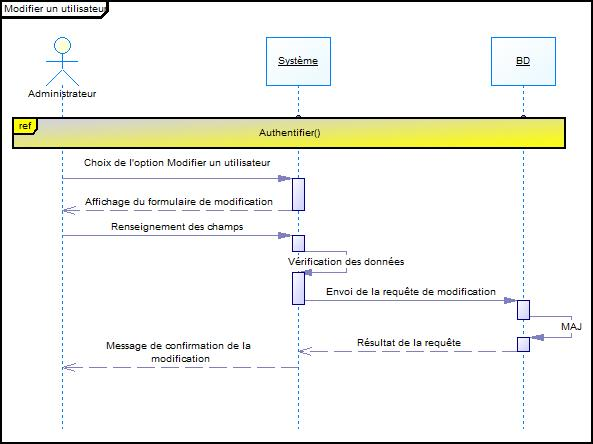 Modifier un utilisateur
Système
BD
Administrateur
ref
Authentifier()
Choix de l'option Modifier un utilisateur
Affichage du formulaire de modification
Renseignement des champs
Vérification des données
Envoi de la requête de modification
MAJ
Résultat de la requête
Message de confirmation de la
modification